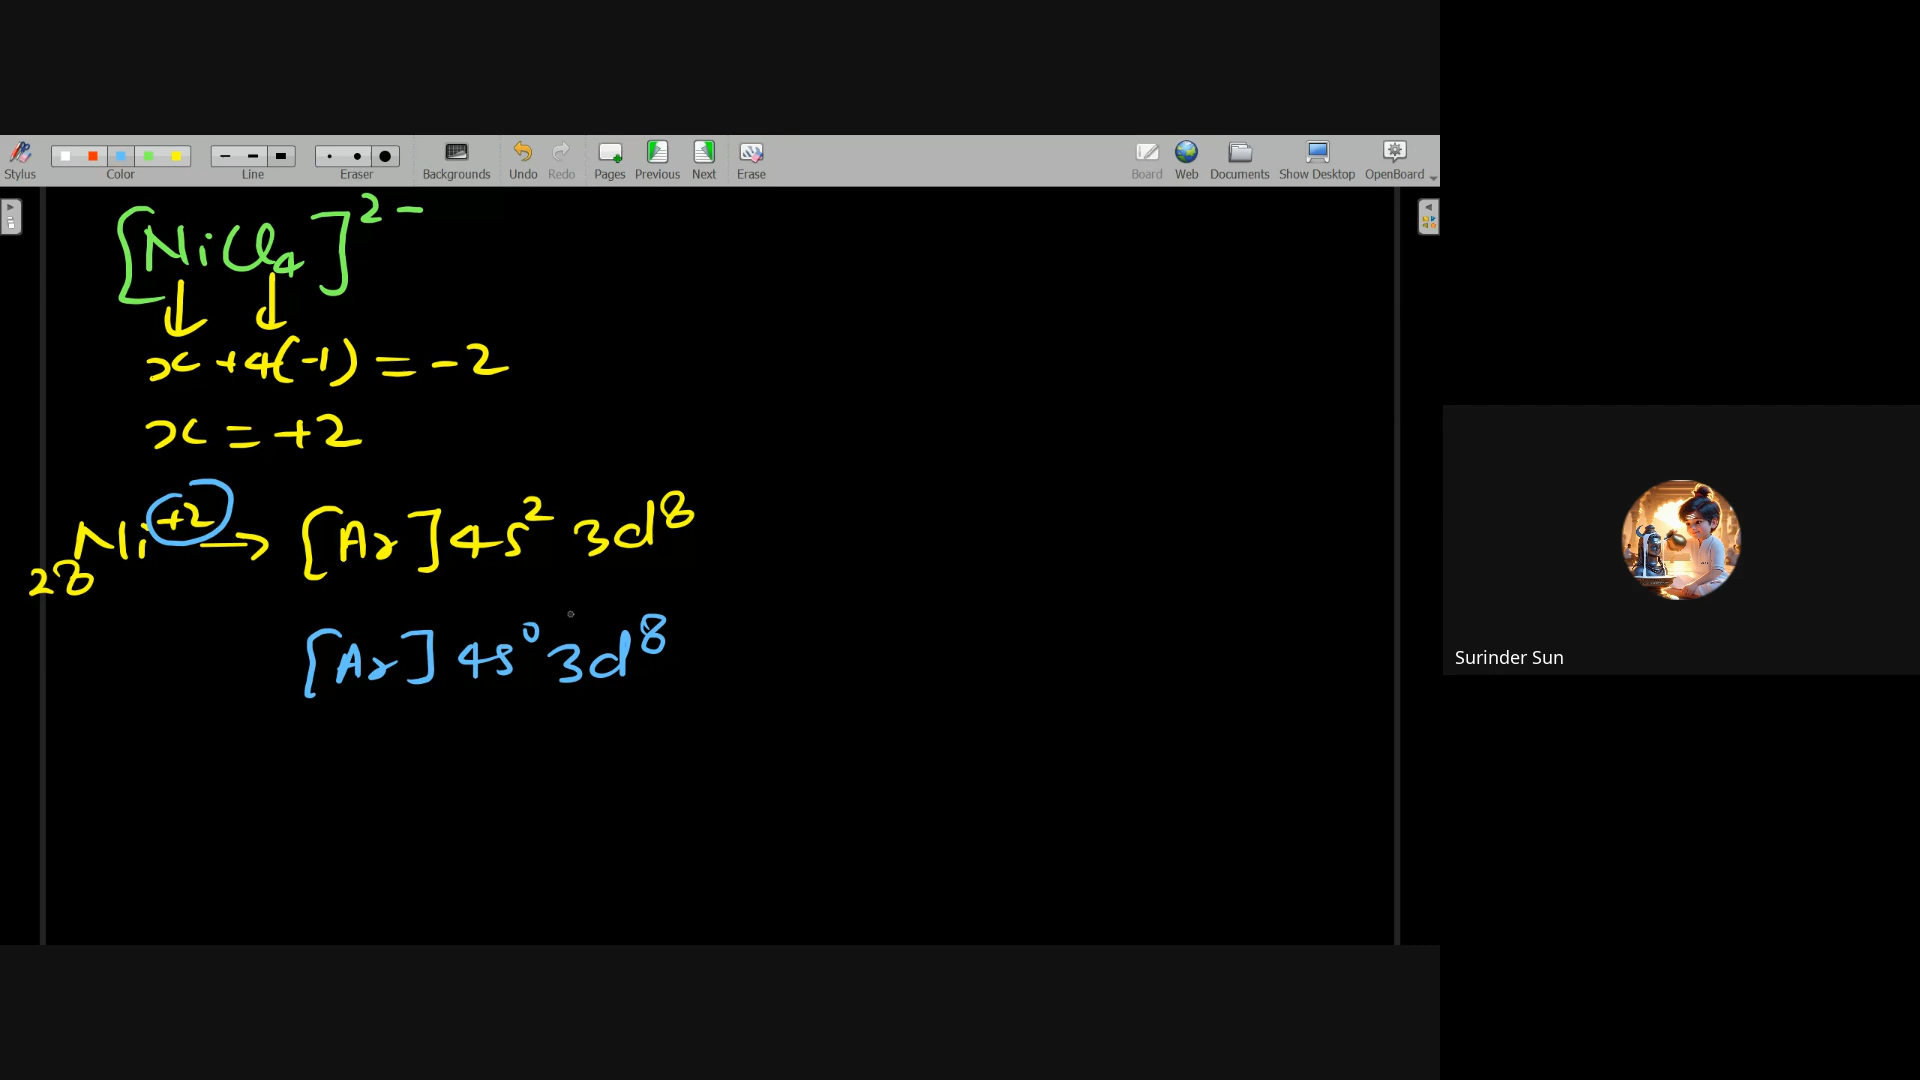 Stylus Color Line Eraser Backgrounds Undo Redo Pages Previous Next Erase Board Web Documents Show Desktop OpenBoard
[NiCl₄]²⁻
x + 4(-1) = -2
x = +2
₂₈Ni⁺² → [Ar] 4s² 3d⁸
[Ar] 4s⁰ 3d⁸
Surinder Sun